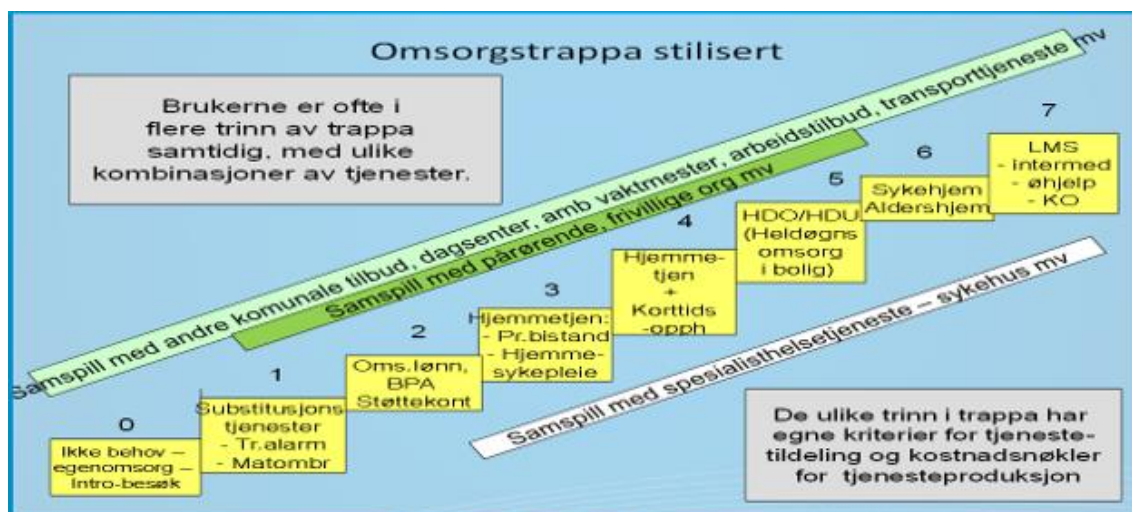 Omsorgstrappa stilisert
Brukerne er ofte i
flere trinn av trappa
samtidig, med ulike
kombinasjoner av tjenester.
Samspill med andre komunale tilbud, dagsenter, amb vaktmester, arbeidstilbud, transporttjeneste mv
Samspill med pårørende, frivillige org mv
0
Ikke behov –
egenomsorg –
Intro-besøk
1
Substitusjons
tjenester
- Tr.alarm
- Matombr
2
Oms.lønn,
BPA
Støttekont
3
Hjemmetjen:
- Pr.bistand
- Hjemme-
sykepleie
4
Hjemme-
tjen
+
Korttids
-opph
5
HDO/HDU
(Heldøgns
omsorg
i bolig)
6
Sykehjem
Aldershjem
7
LMS
- intermed
- øhjelp
- KO
Samspill med spesialisthelsetjeneste – sykehus mv
De ulike trinn i trappa har
egne kriterier for tjeneste-
tildeling og kostnadsnøkler
for tjenesteproduksjon